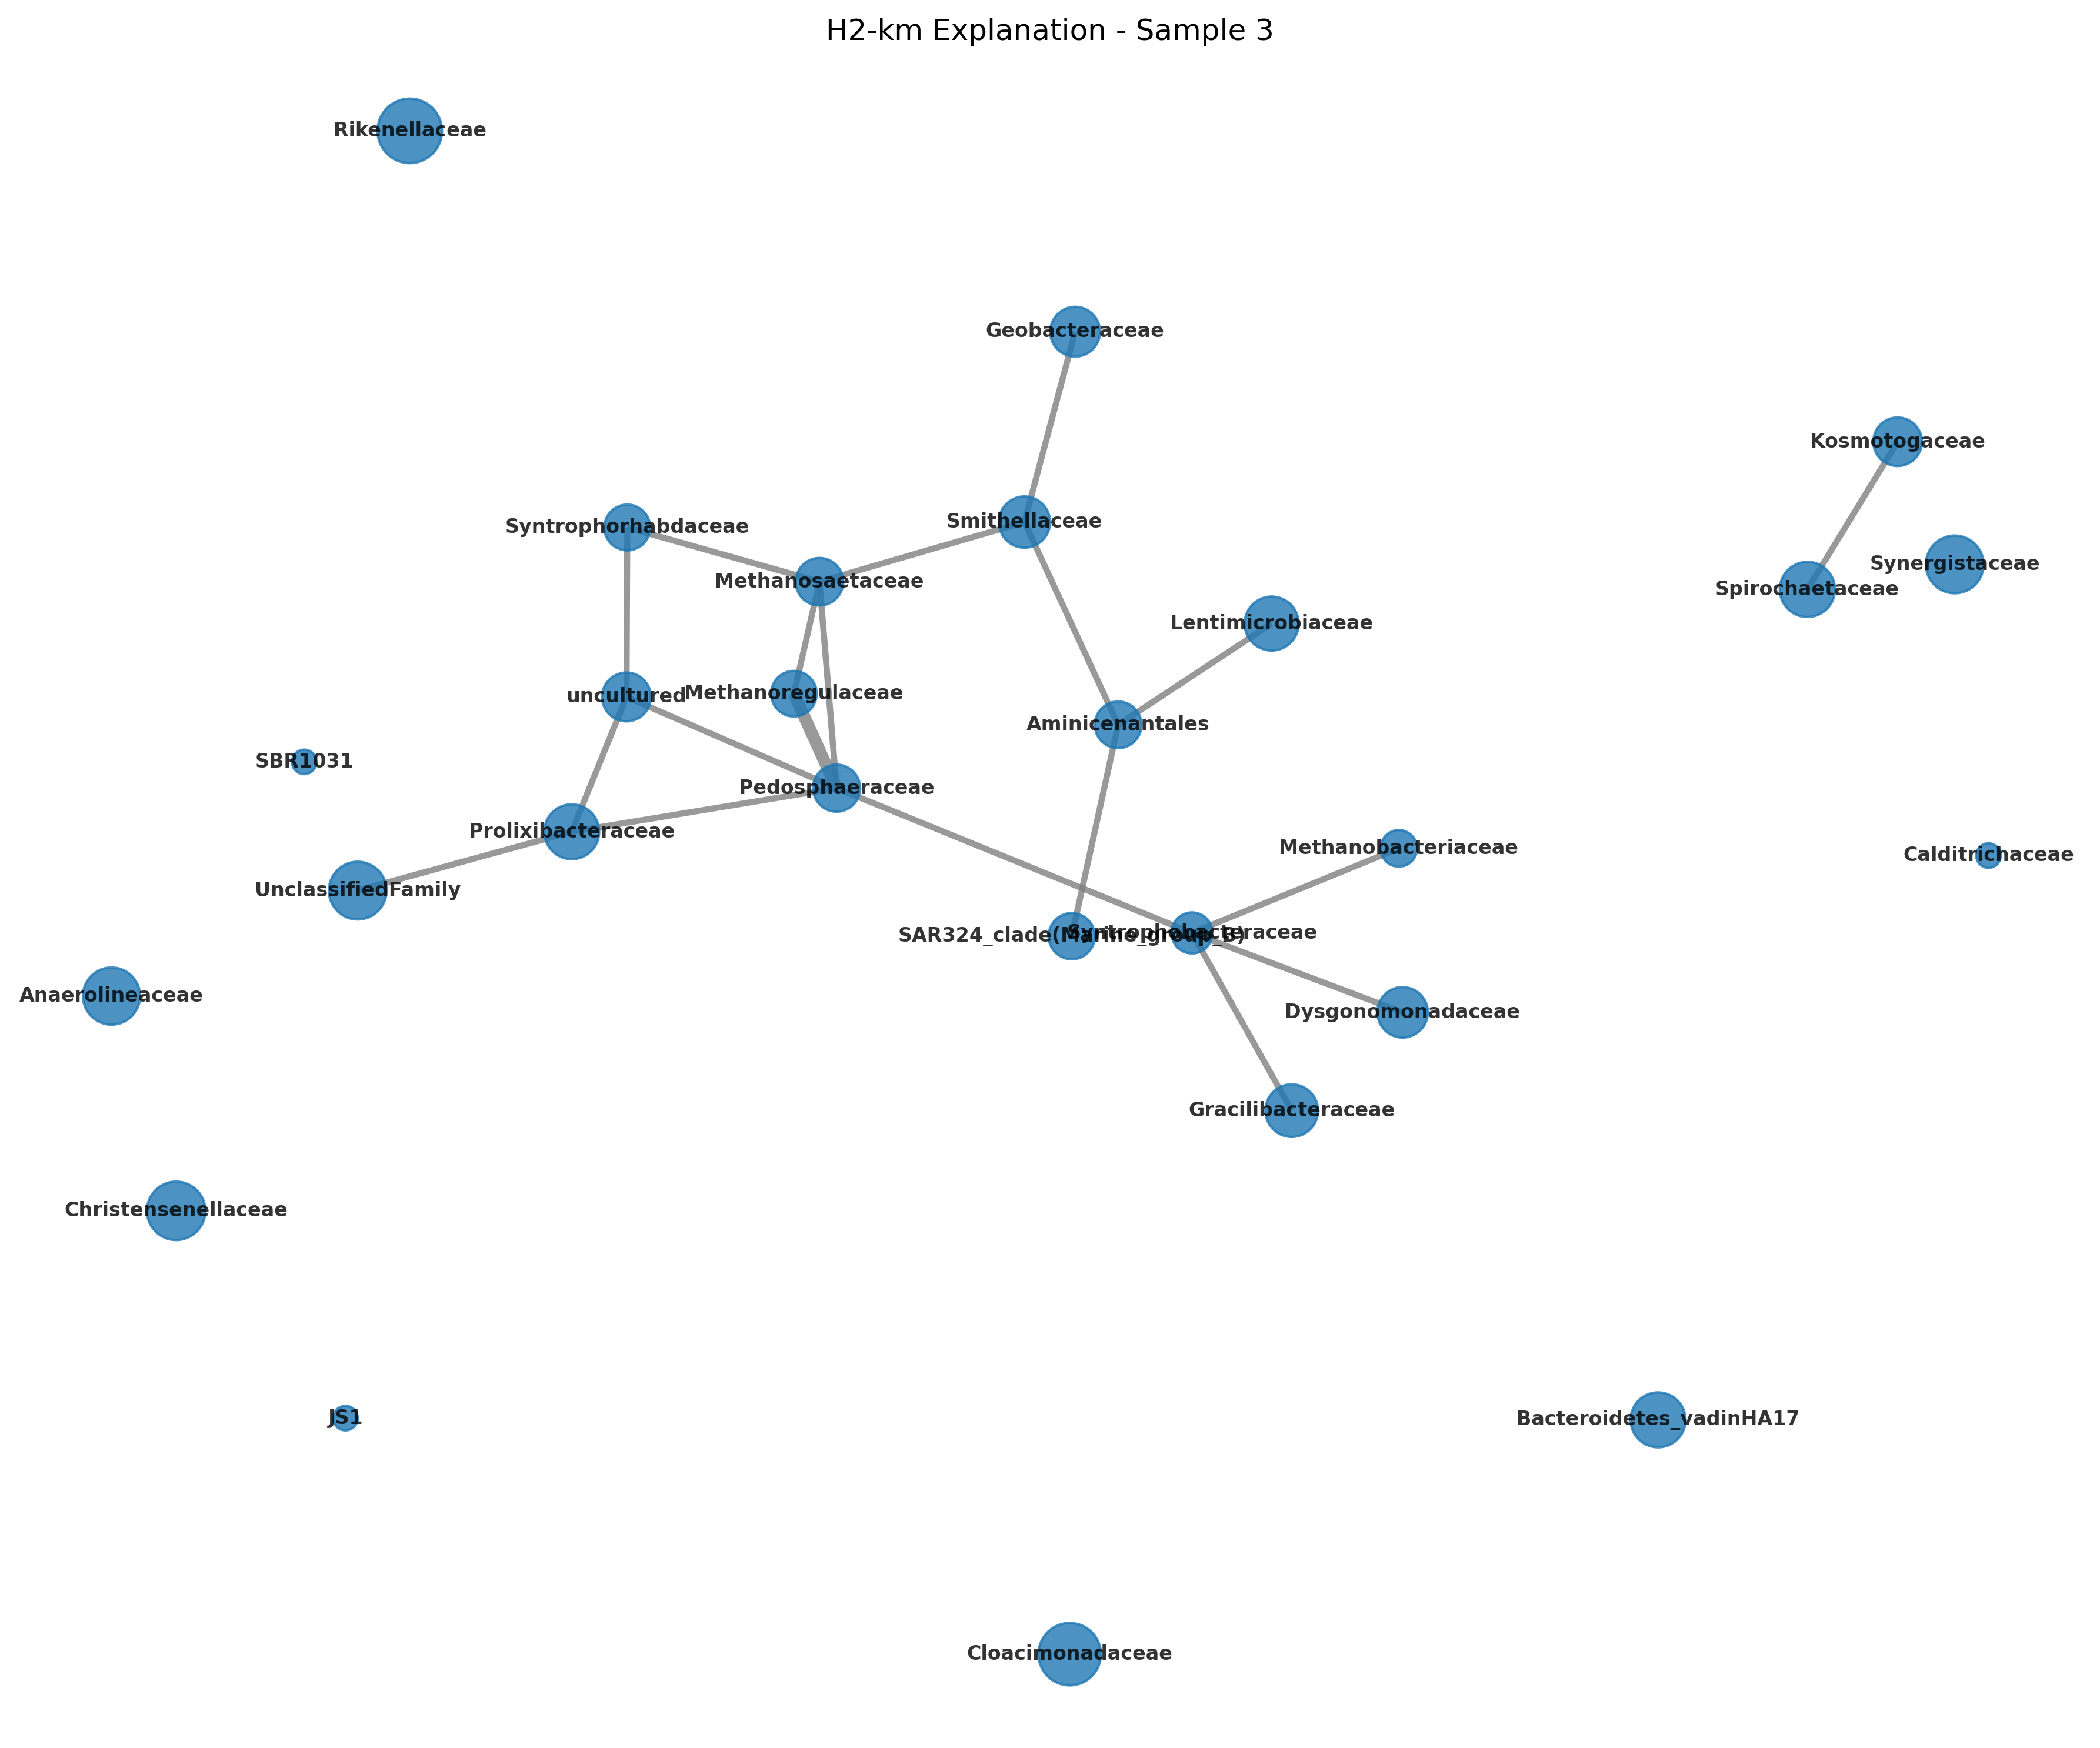 H2-km Explanation - Sample 3
Rikenellaceae
Geobacteraceae
Kosmotogaceae
Smithellaceae
Syntrophorhabdaceae
Synergistaceae
Methanosaetaceae
Spirochaetaceae
Lentimicrobiaceae
uncultured
Methanoregulaceae
Aminicenantales
SBR1031
Pedosphaeraceae
Prolixibacteraceae
Methanobacteriaceae
Calditrichaceae
UnclassifiedFamily
SAR324_clade(Marine_group_B)
Syntrophobacteraceae
Anaerolineaceae
Dysgonomonadaceae
Gracilibacteraceae
Christensenellaceae
JS1
Bacteroidetes_vadinHA17
Cloacimonadaceae